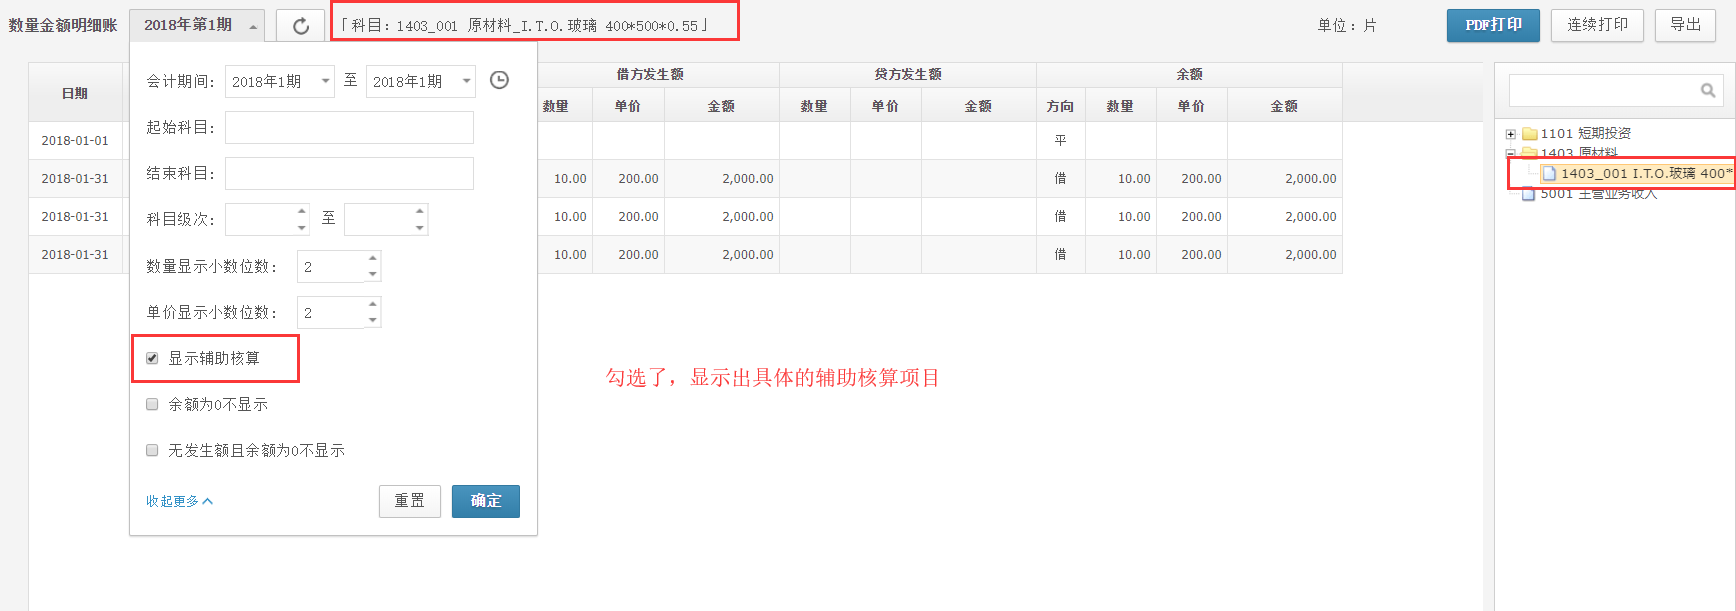 数量金额明细账 2018年第1期 「科目：1403_001 原材料_I.T.O.玻璃 400*500*0.55」 单位：片 PDF打印 连续打印 导出
会计期间： 2018年1期 至 2018年1期
起始科目：
结束科目：
科目级次： 至
数量显示小数位数： 2
单价显示小数位数： 2
显示辅助核算
余额为0不显示
无发生额且余额为0不显示
收起更多 重置 确定
日期 借方发生额 贷方发生额 余额
数量 单价 金额 数量 单价 金额 方向 数量 单价 金额
2018-01-01 平
2018-01-31 10.00 200.00 2,000.00 借 10.00 200.00 2,000.00
2018-01-31 10.00 200.00 2,000.00 借 10.00 200.00 2,000.00
2018-01-31 10.00 200.00 2,000.00 借 10.00 200.00 2,000.00
勾选了，显示出具体的辅助核算项目
1101 短期投资
1403 原材料
1403_001 I.T.O.玻璃 400*
5001 主营业务收入